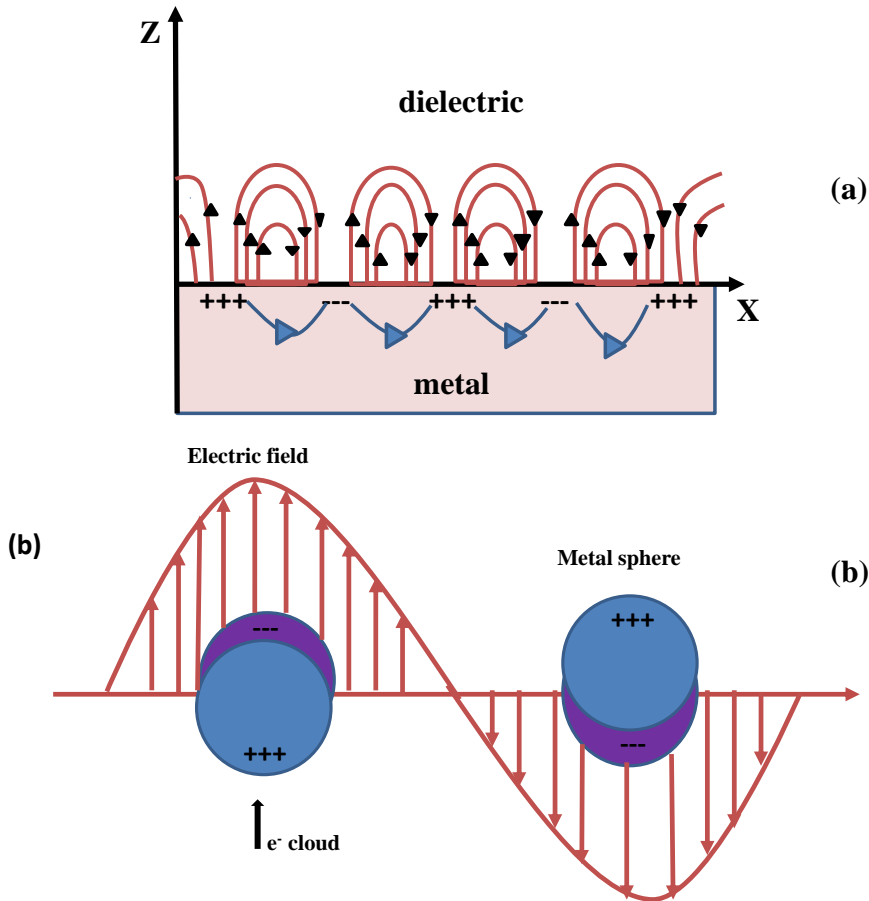 Z
dielectric
(a)
+++ --- +++ --- +++
X
metal
Electric field
(b)
Metal sphere
(b)
---
+++
+++
---
e- cloud